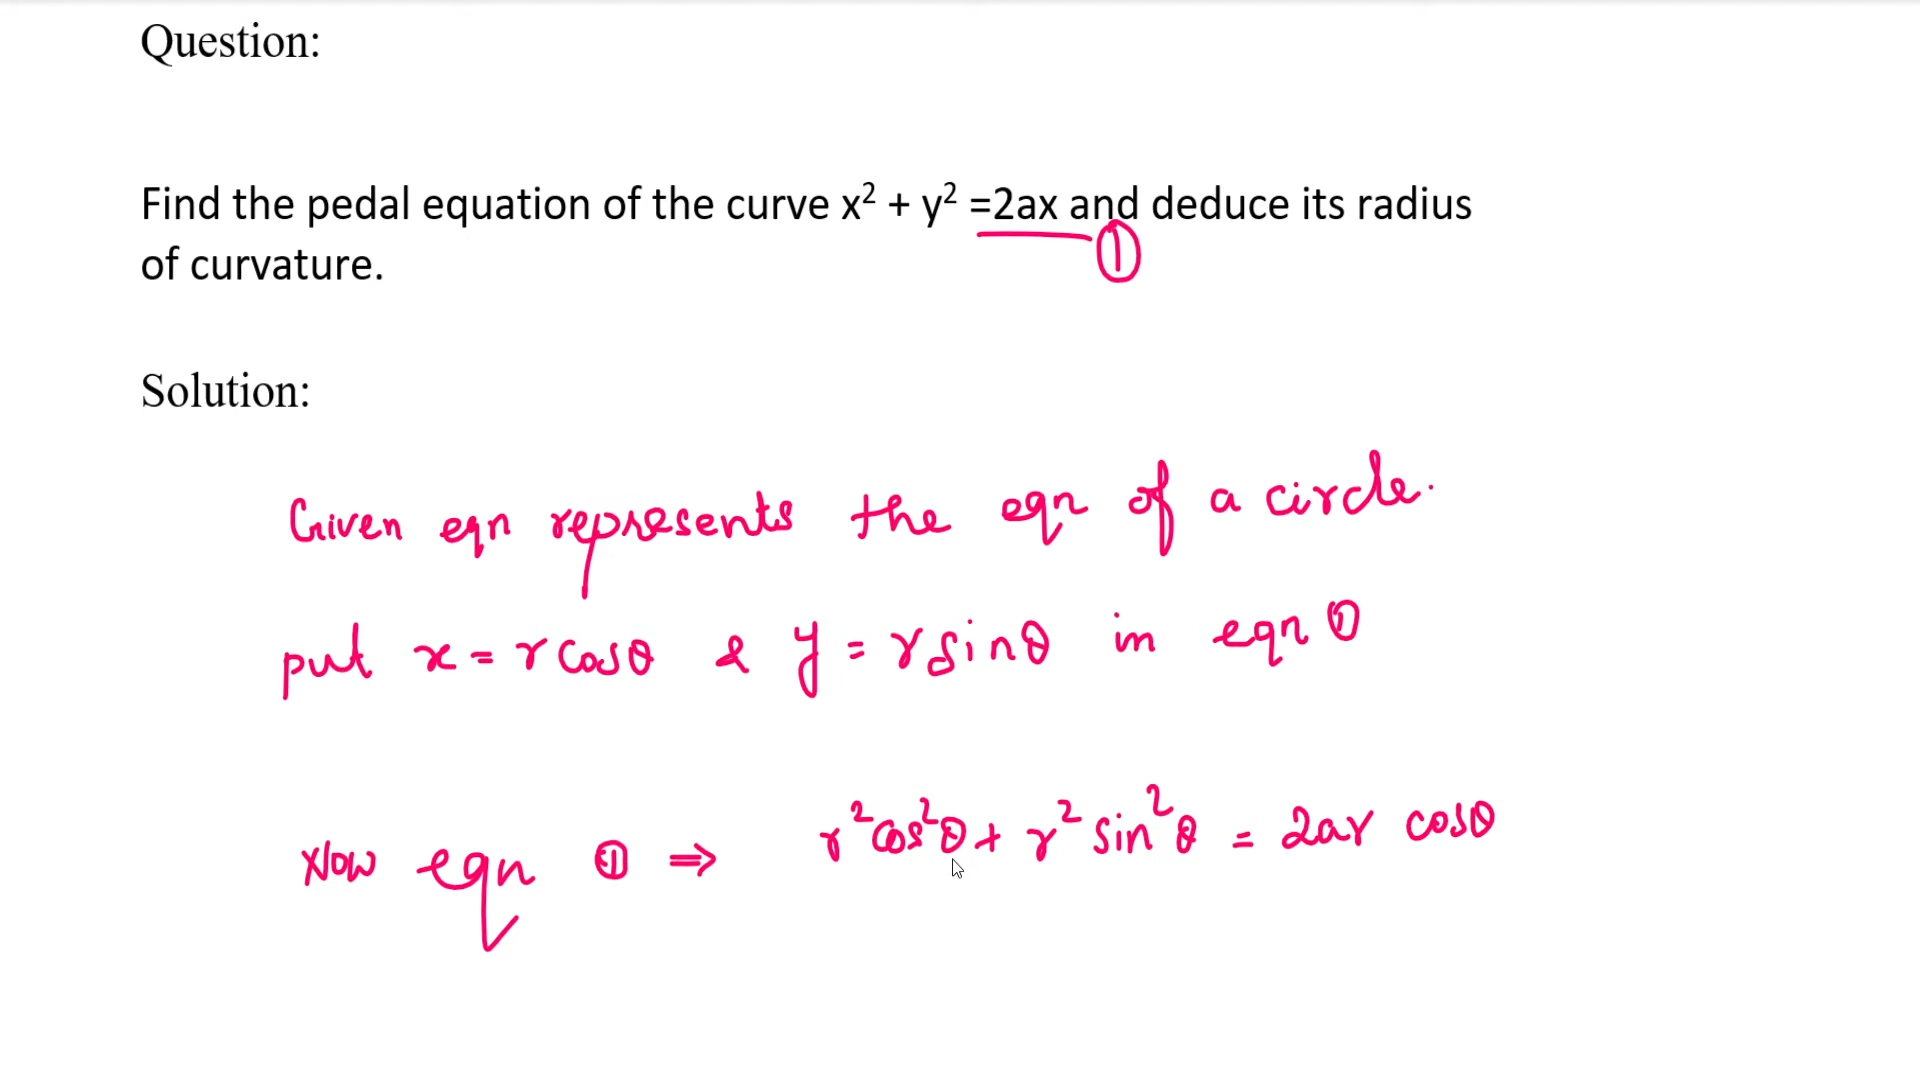 Question:
Find the pedal equation of the curve x² + y² =2ax and deduce its radius
①
of curvature.
Solution:
Given eqn represents the eqn of a circle.
put x = r cosθ & y = r sinθ in eqn ①
Now eqn ① ⇒ r²cos²θ + r² sin²θ = 2ar cosθ